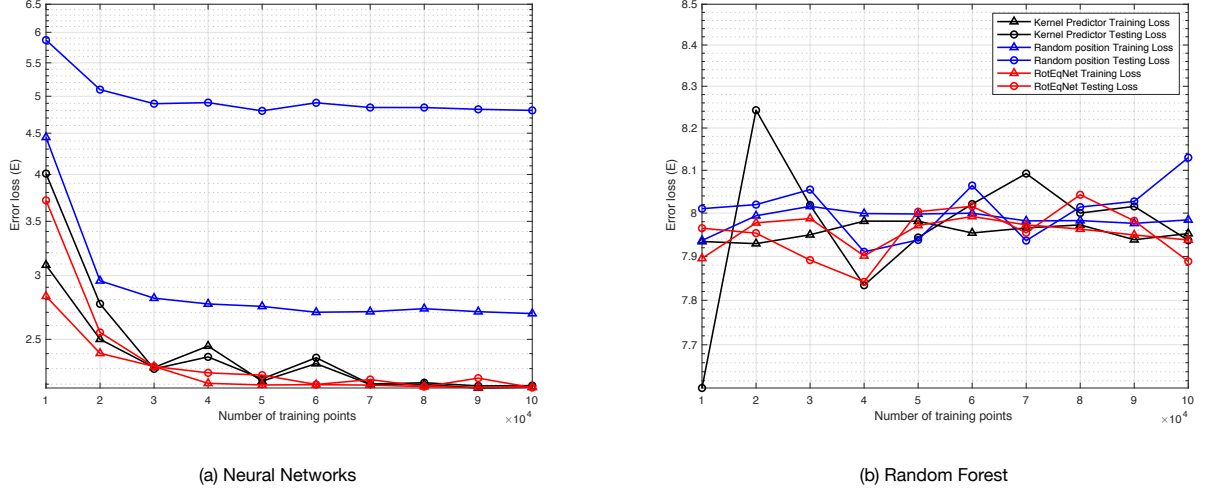 6.5
6
5.5
5
4.5
4
3.5
3
2.5
Error loss (E)
1 2 3 4 5 6 7 8 9 10
Number of training points
×10⁴
(a) Neural Networks
8.5
8.4
8.3
8.2
8.1
8
7.9
7.8
7.7
Error loss (E)
Kernel Predictor Training Loss
Kernel Predictor Testing Loss
Random position Training Loss
Random position Testing Loss
RotEqNet Training Loss
RotEqNet Testing Loss
1 2 3 4 5 6 7 8 9 10
Number of training points
×10⁴
(b) Random Forest